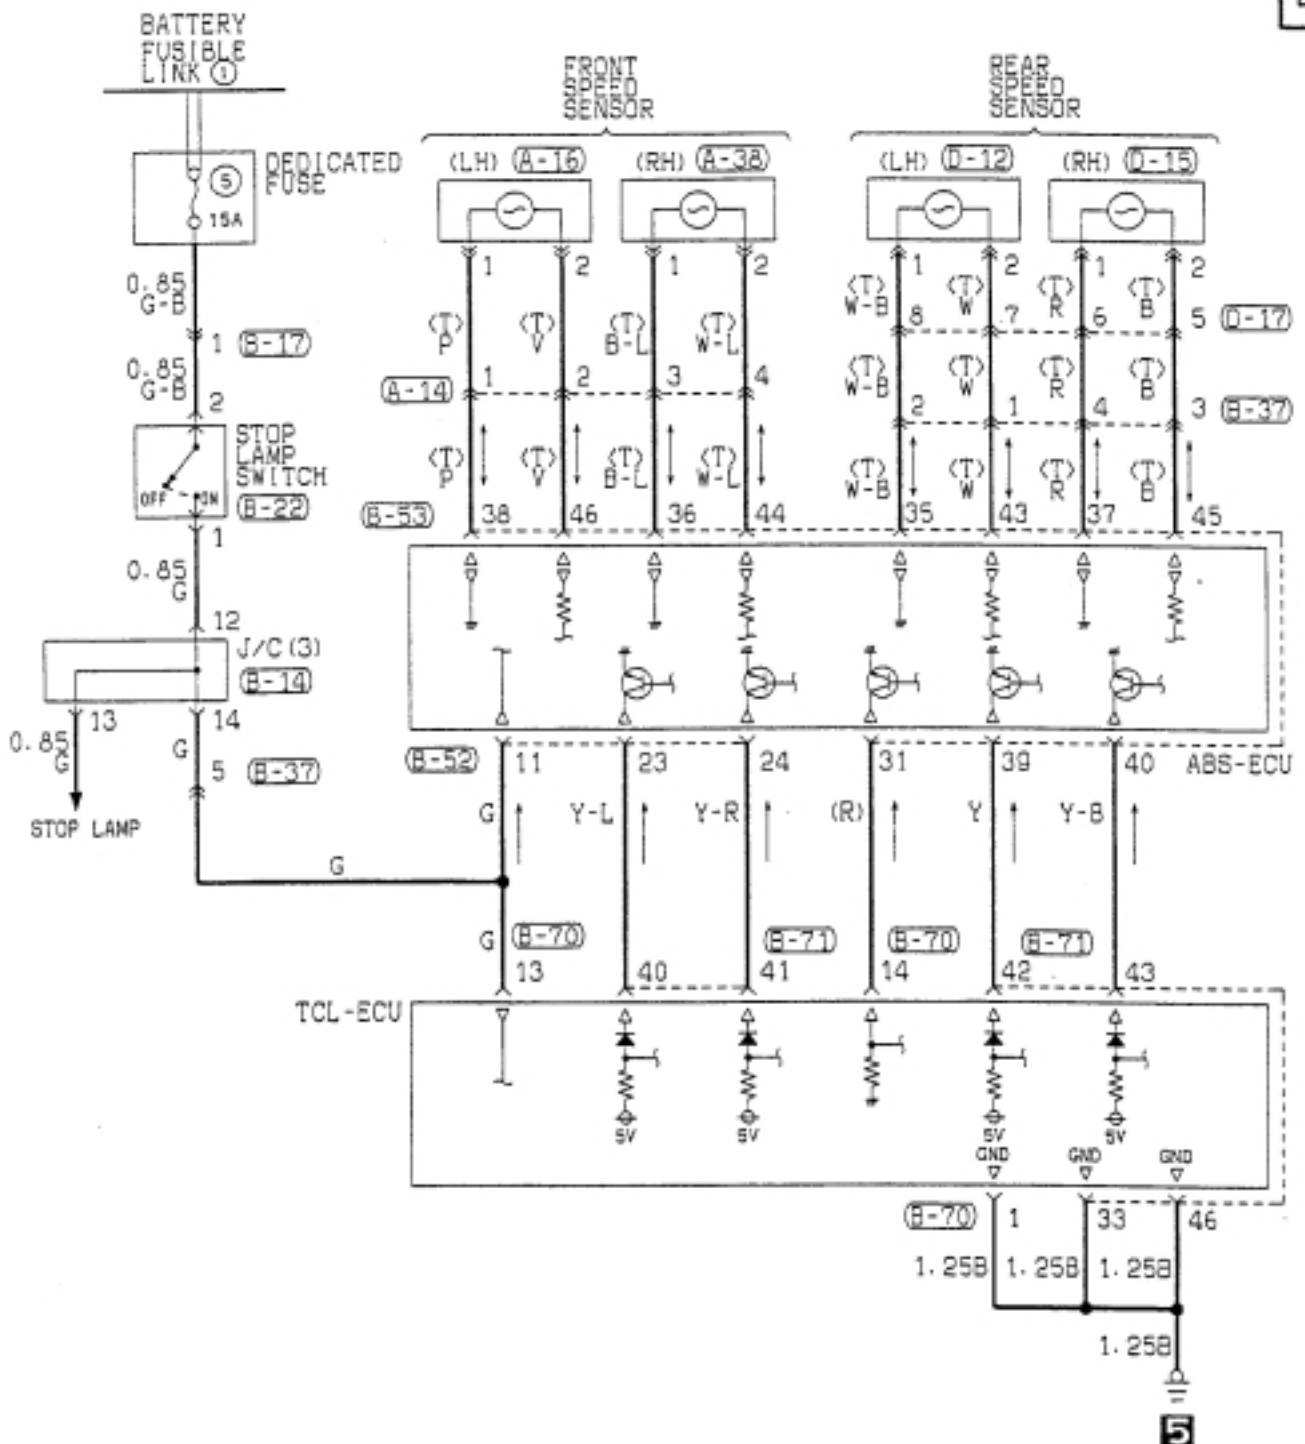 BATTERY
FUSIBLE
LINK ①
DEDICATED
FUSE
⑤
15A
0.85
G-B
1 B-17
0.85
G-B
2
STOP
LAMP
SWITCH
OFF ON
B-22
1
0.85
G
12
J/C(3)
B-14
13 14
0.85
G
G
5 B-37
STOP LAMP
G
FRONT
SPEED
SENSOR
(LH) A-16 (RH) A-38
1 2 1 2
(T) (T) (T) (T)
P V B-L W-L
A-14 1 2 3 4
(T) (T) (T) (T)
P V B-L W-L
B-53 38 46 36 44
REAR
SPEED
SENSOR
(LH) D-12 (RH) D-15
1 2 1 2
(T) (T) (T) (T)
W-B W R B
8 7 6 5 D-17
(T) (T) (T) (T)
W-B W R B
2 1 4 3 B-37
(T) (T) (T) (T)
W-B W R B
35 43 37 45
B-52 11 23 24 31 39 40 ABS-ECU
G Y-L Y-R (R) Y Y-B
G B-70 B-71 B-70 B-71
13 40 41 14 42 43
TCL-ECU
5V 5V 5V 5V
GND GND GND
B-70 1 33 46
1.25B 1.25B 1.25B
1.25B
5